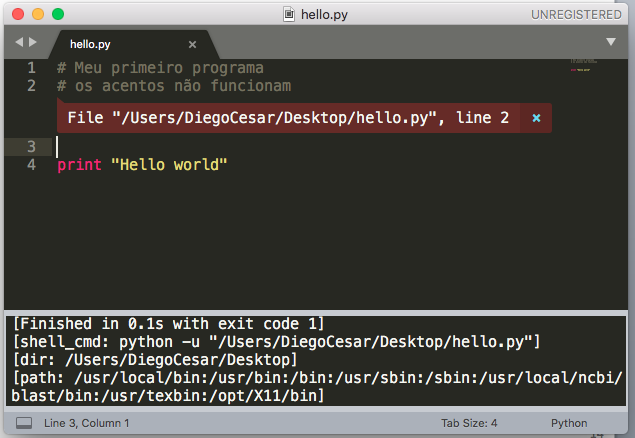 hello.py
UNREGISTERED
hello.py
1 # Meu primeiro programa
2 # os acentos não funcionam
File "/Users/DiegoCesar/Desktop/hello.py", line 2 ×
3
4 print "Hello world"
[Finished in 0.1s with exit code 1]
[shell_cmd: python -u "/Users/DiegoCesar/Desktop/hello.py"]
[dir: /Users/DiegoCesar/Desktop]
[path: /usr/local/bin:/usr/bin:/bin:/usr/sbin:/sbin:/usr/local/ncbi/
blast/bin:/usr/texbin:/opt/X11/bin]
Line 3, Column 1
Tab Size: 4
Python